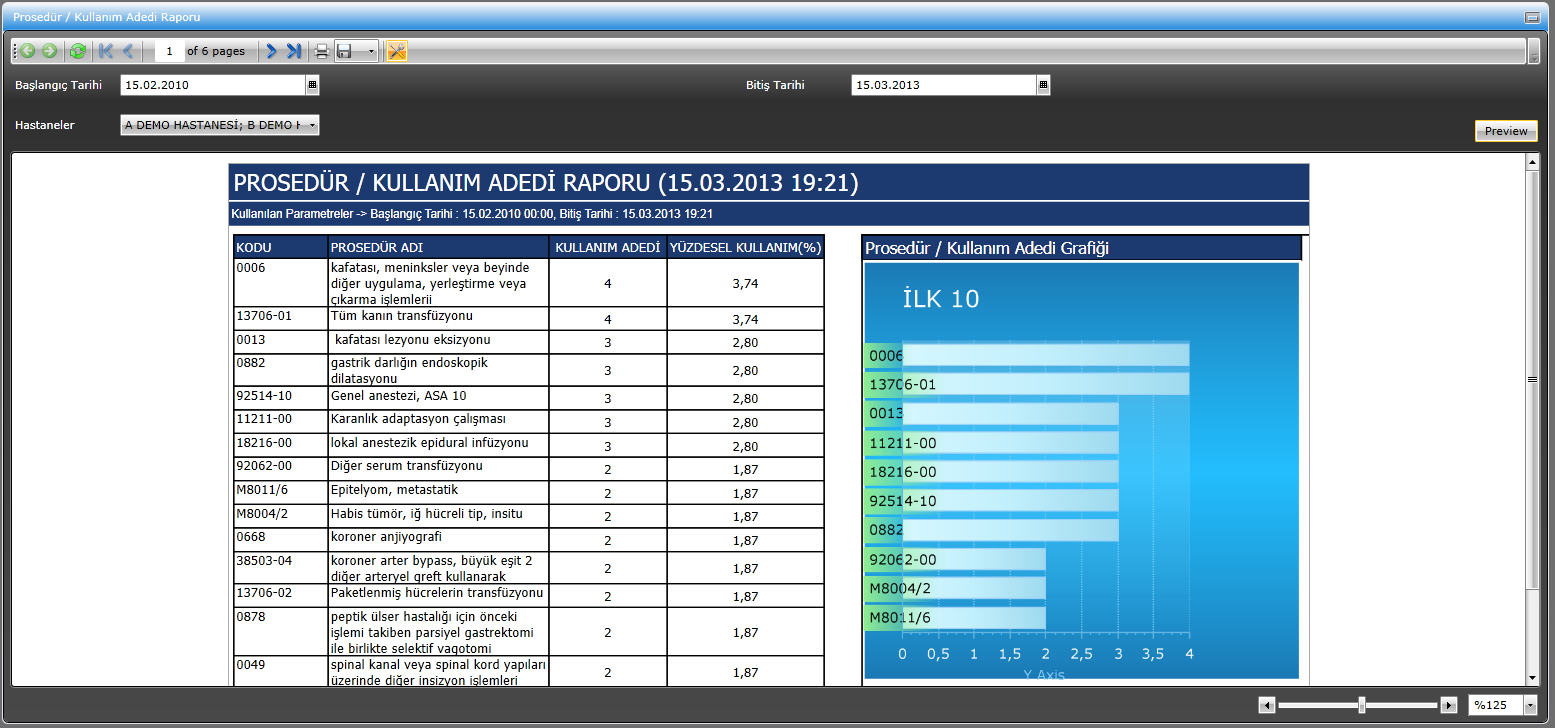 Prosedür / Kullanım Adedi Raporu
1 of 6 pages
Başlangıç Tarihi 15.02.2010 Bitiş Tarihi 15.03.2013
Hastaneler A DEMO HASTANESİ; B DEMO H
Preview
PROSEDÜR / KULLANIM ADEDİ RAPORU (15.03.2013 19:21)
Kullanılan Parametreler -> Başlangıç Tarihi : 15.02.2010 00:00, Bitiş Tarihi : 15.03.2013 19:21
KODU PROSEDÜR ADI KULLANIM ADEDİ YÜZDESEL KULLANIM(%)
0006 kafatası, meninksler veya beyinde
diğer uygulama, yerleştirme veya
çıkarma işlemlerii
4 3,74
13706-01 Tüm kanın transfüzyonu 4 3,74
0013 kafatası lezyonu eksizyonu 3 2,80
0882 gastrik darlığın endoskopik
dilatasyonu
3 2,80
92514-10 Genel anestezi, ASA 10 3 2,80
11211-00 Karanlık adaptasyon çalışması 3 2,80
18216-00 lokal anestezik epidural infüzyonu 3 2,80
92062-00 Diğer serum transfüzyonu 2 1,87
M8011/6 Epitelyom, metastatik 2 1,87
M8004/2 Habis tümör, iğ hücreli tip, insitu 2 1,87
0668 koroner anjiyografi 2 1,87
38503-04 koroner arter bypass, büyük eşit 2
diğer arteryel greft kullanarak
2 1,87
13706-02 Paketlenmiş hücrelerin transfüzyonu 2 1,87
0878 peptik ülser hastalığı için önceki
işlemi takiben parsiyel gastrektomi
ile birlikte selektif vagotomi
2 1,87
0049 spinal kanal veya spinal kord yapıları
üzerinde diğer insizyon işlemleri
2 1,87
Prosedür / Kullanım Adedi Grafiği
İLK 10
0006
13706-01
0013
11211-00
18216-00
92514-10
0882
92062-00
M8004/2
M8011/6
0 0,5 1 1,5 2 2,5 3 3,5 4
Y Axis
%125